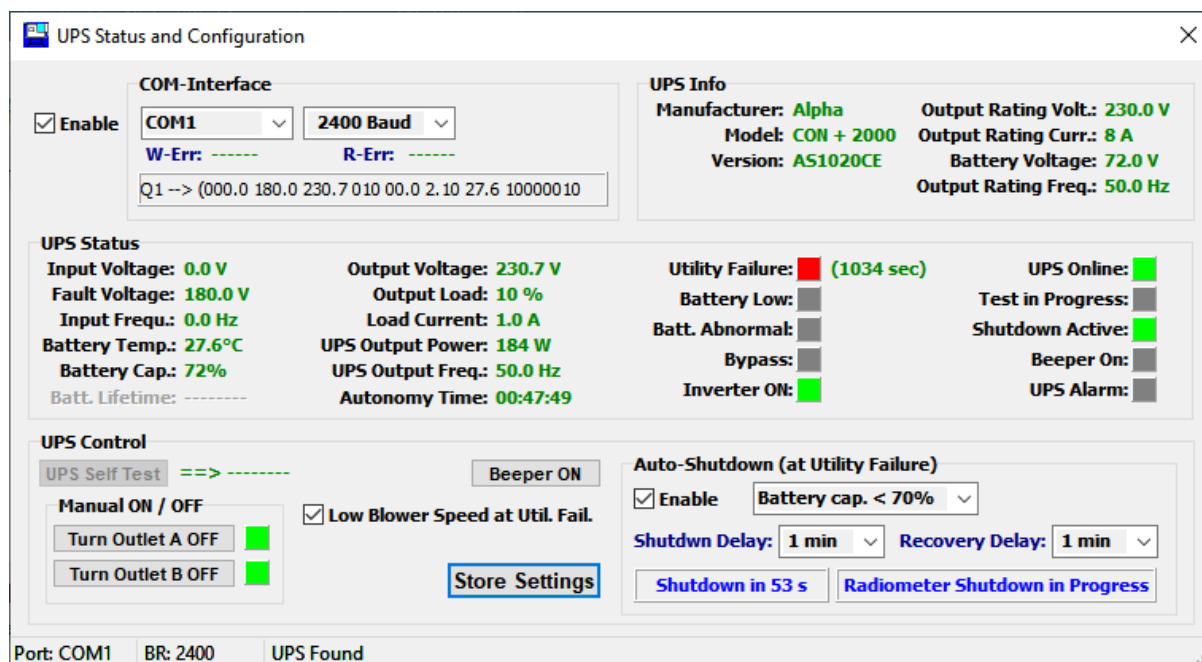 UPS Status and Configuration
COM-Interface
Enable
COM1
2400 Baud
W-Err: ------
R-Err: ------
Q1 --> (000.0 180.0 230.7 010 00.0 2.10 27.6 10000010
UPS Info
Manufacturer: Alpha
Model: CON + 2000
Version: AS1020CE
Output Rating Volt.: 230.0 V
Output Rating Curr.: 8 A
Battery Voltage: 72.0 V
Output Rating Freq.: 50.0 Hz
UPS Status
Input Voltage: 0.0 V
Fault Voltage: 180.0 V
Input Frequ.: 0.0 Hz
Battery Temp.: 27.6°C
Battery Cap.: 72%
Batt. Lifetime: --------
Output Voltage: 230.7 V
Output Load: 10 %
Load Current: 1.0 A
UPS Output Power: 184 W
UPS Output Freq.: 50.0 Hz
Autonomy Time: 00:47:49
Utility Failure: (1034 sec)
Battery Low:
Batt. Abnormal:
Bypass:
Inverter ON:
UPS Online:
Test in Progress:
Shutdown Active:
Beeper On:
UPS Alarm:
UPS Control
UPS Self Test ==> --------
Beeper ON
Manual ON / OFF
Turn Outlet A OFF
Turn Outlet B OFF
Low Blower Speed at Util. Fail.
Store Settings
Auto-Shutdown (at Utility Failure)
Enable
Battery cap. < 70%
Shutdwn Delay: 1 min
Recovery Delay: 1 min
Shutdown in 53 s
Radiometer Shutdown in Progress
Port: COM1
BR: 2400
UPS Found